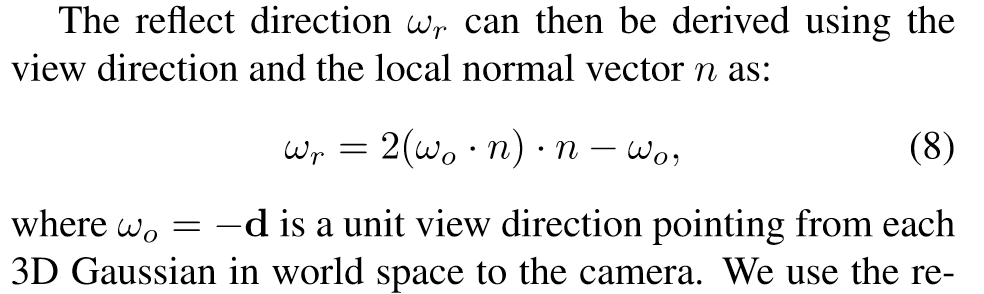 The reflect direction ωr can then be derived using the
view direction and the local normal vector n as:
ωr = 2(ωo · n) · n − ωo, (8)
where ωo = −d is a unit view direction pointing from each
3D Gaussian in world space to the camera. We use the re-